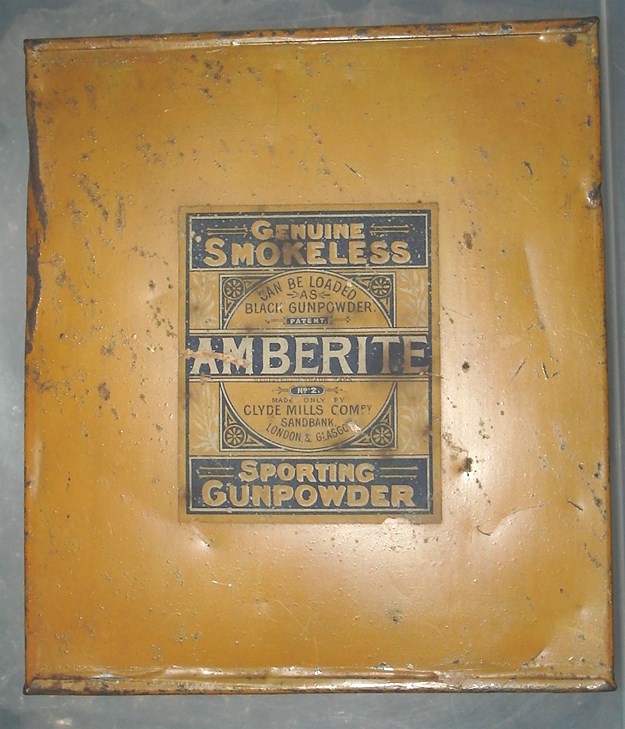 GENUINE
SMOKELESS
CAN BE LOADED
AS
BLACK GUNPOWDER.
PATENT.
AMBERITE
No 2.
MADE ONLY BY
CLYDE MILLS COMPY
SANDBANK,
LONDON, & GLASGOW
SPORTING
GUNPOWDER